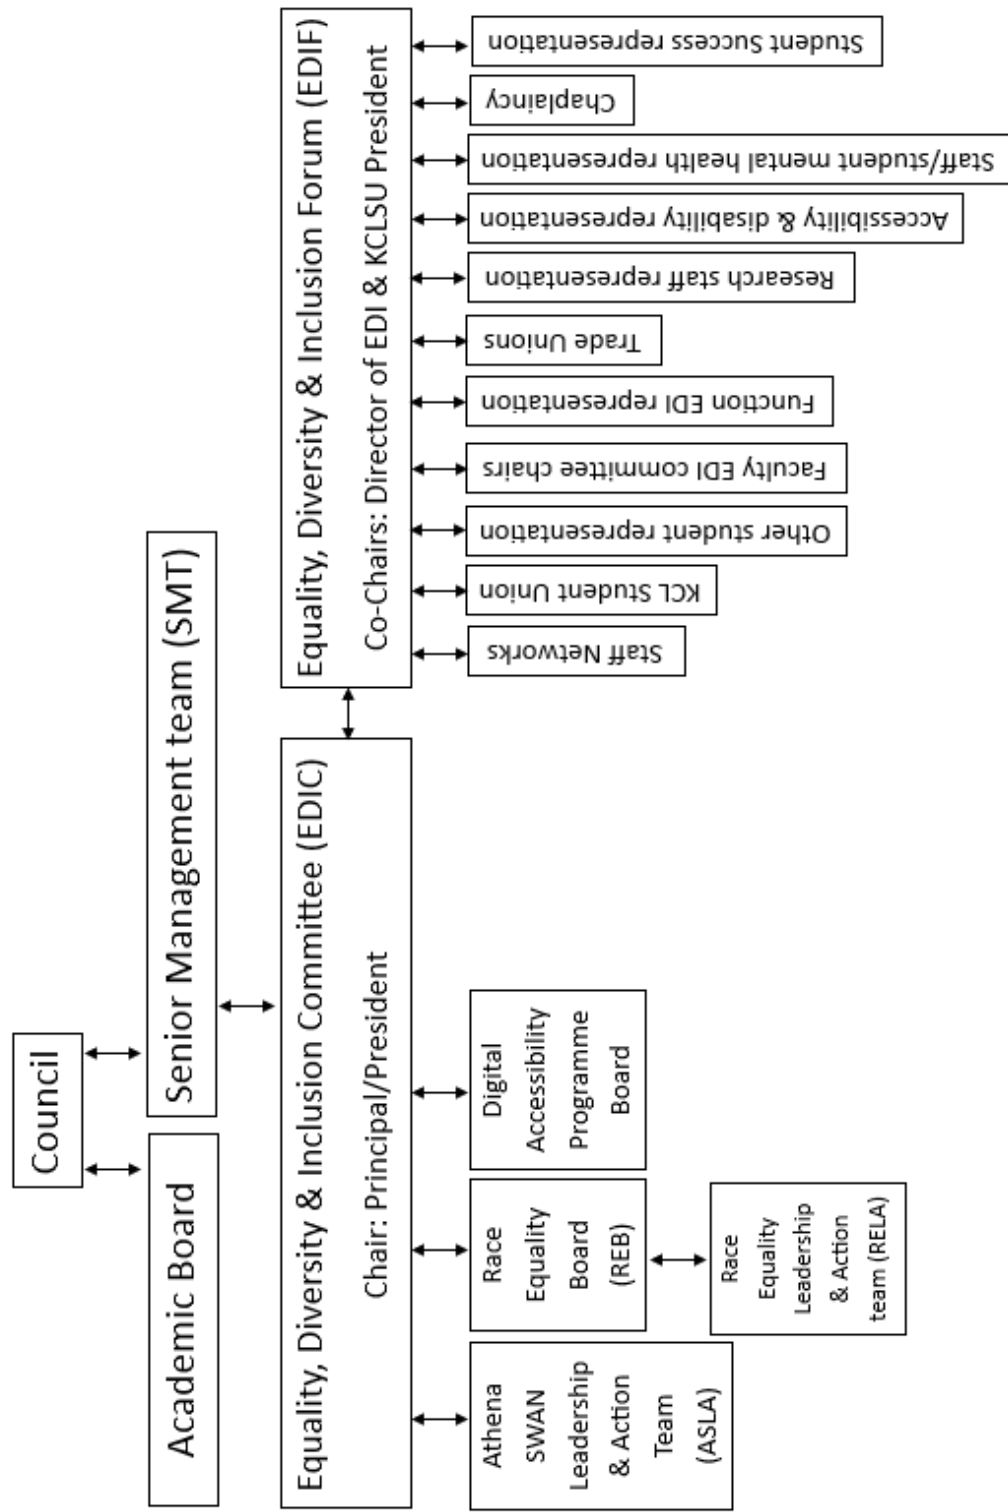 Council
Academic Board
Senior Management team (SMT)
Equality, Diversity & Inclusion Committee (EDIC)
Chair: Principal/President
Equality, Diversity & Inclusion Forum (EDIF)
Co-Chairs: Director of EDI & KCLSU President
Athena
SWAN
Leadership
& Action
Team
(ASLA)
Race
Equality
Board
(REB)
Digital
Accessibility
Programme
Board
Race
Equality
Leadership
& Action
team (RELA)
Staff Networks
KCL Student Union
Other student representation
Faculty EDI committee chairs
Function EDI representation
Trade Unions
Research staff representation
Accessibility & disability representation
Staff/student mental health representation
Chaplaincy
Student Success representation